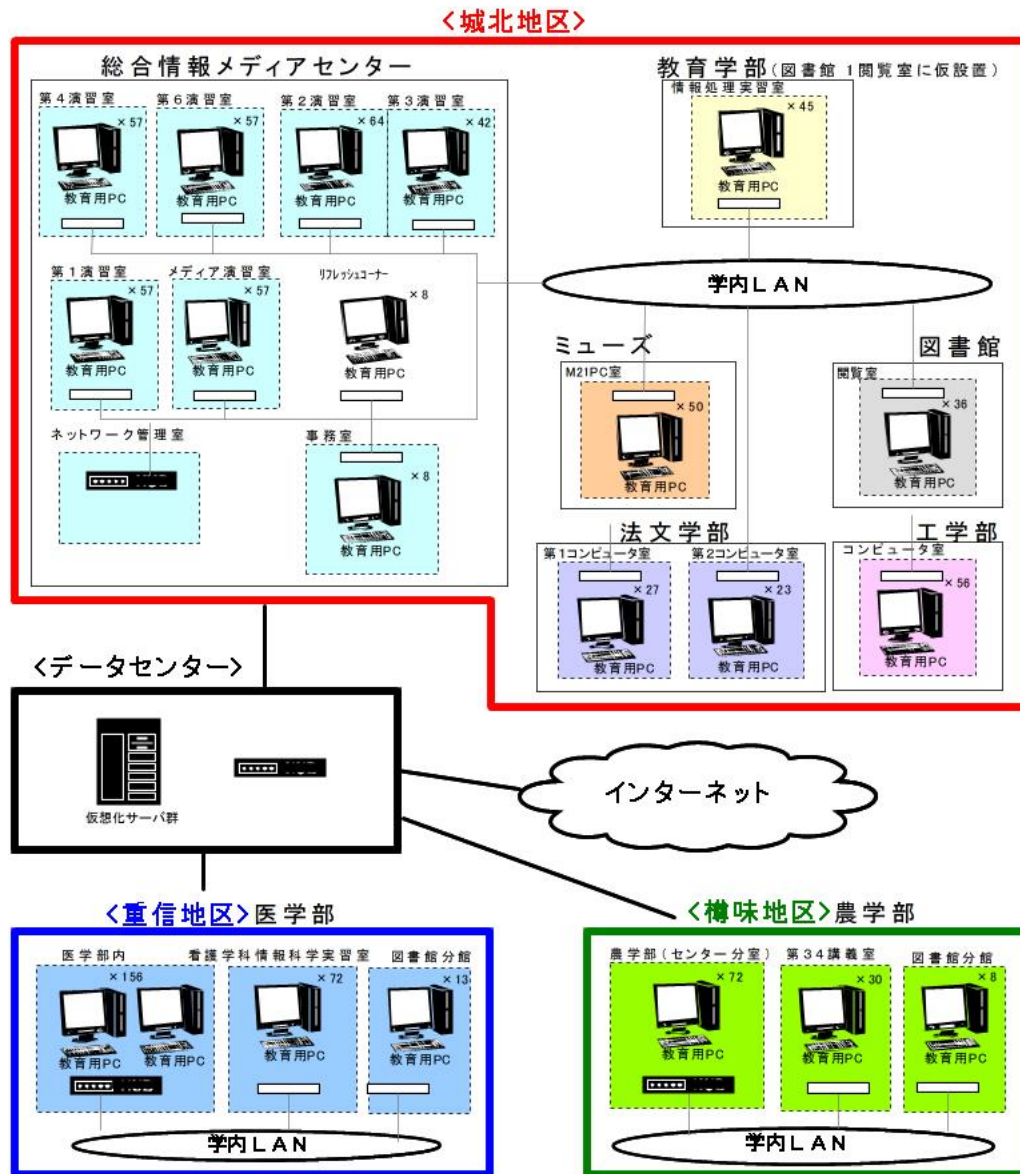 <城北地区>
総合情報メディアセンター
第4演習室
×57
教育用PC
第6演習室
×57
教育用PC
第2演習室
×64
教育用PC
第3演習室
×42
教育用PC
第1演習室
×57
教育用PC
メディア演習室
×57
教育用PC
リフレッシュコーナー
×8
教育用PC
ネットワーク管理室
事務室
×8
教育用PC
教育学部(図書館 1閲覧室に仮設置)
情報処理実習室
×45
教育用PC
学内LAN
ミューズ
M21PC室
×50
教育用PC
図書館
閲覧室
×36
教育用PC
法文学部
第1コンピュータ室
×27
教育用PC
第2コンピュータ室
×23
教育用PC
工学部
コンピュータ室
×56
教育用PC
<データセンター>
仮想化サーバ群
インターネット
<重信地区>医学部
医学部内
×156
教育用PC
教育用PC
看護学科情報科学実習室
×72
教育用PC
図書館分館
×13
教育用PC
学内LAN
<樽味地区>農学部
農学部(センター分室)
×72
教育用PC
第34講義室
×30
教育用PC
図書館分館
×8
教育用PC
学内LAN